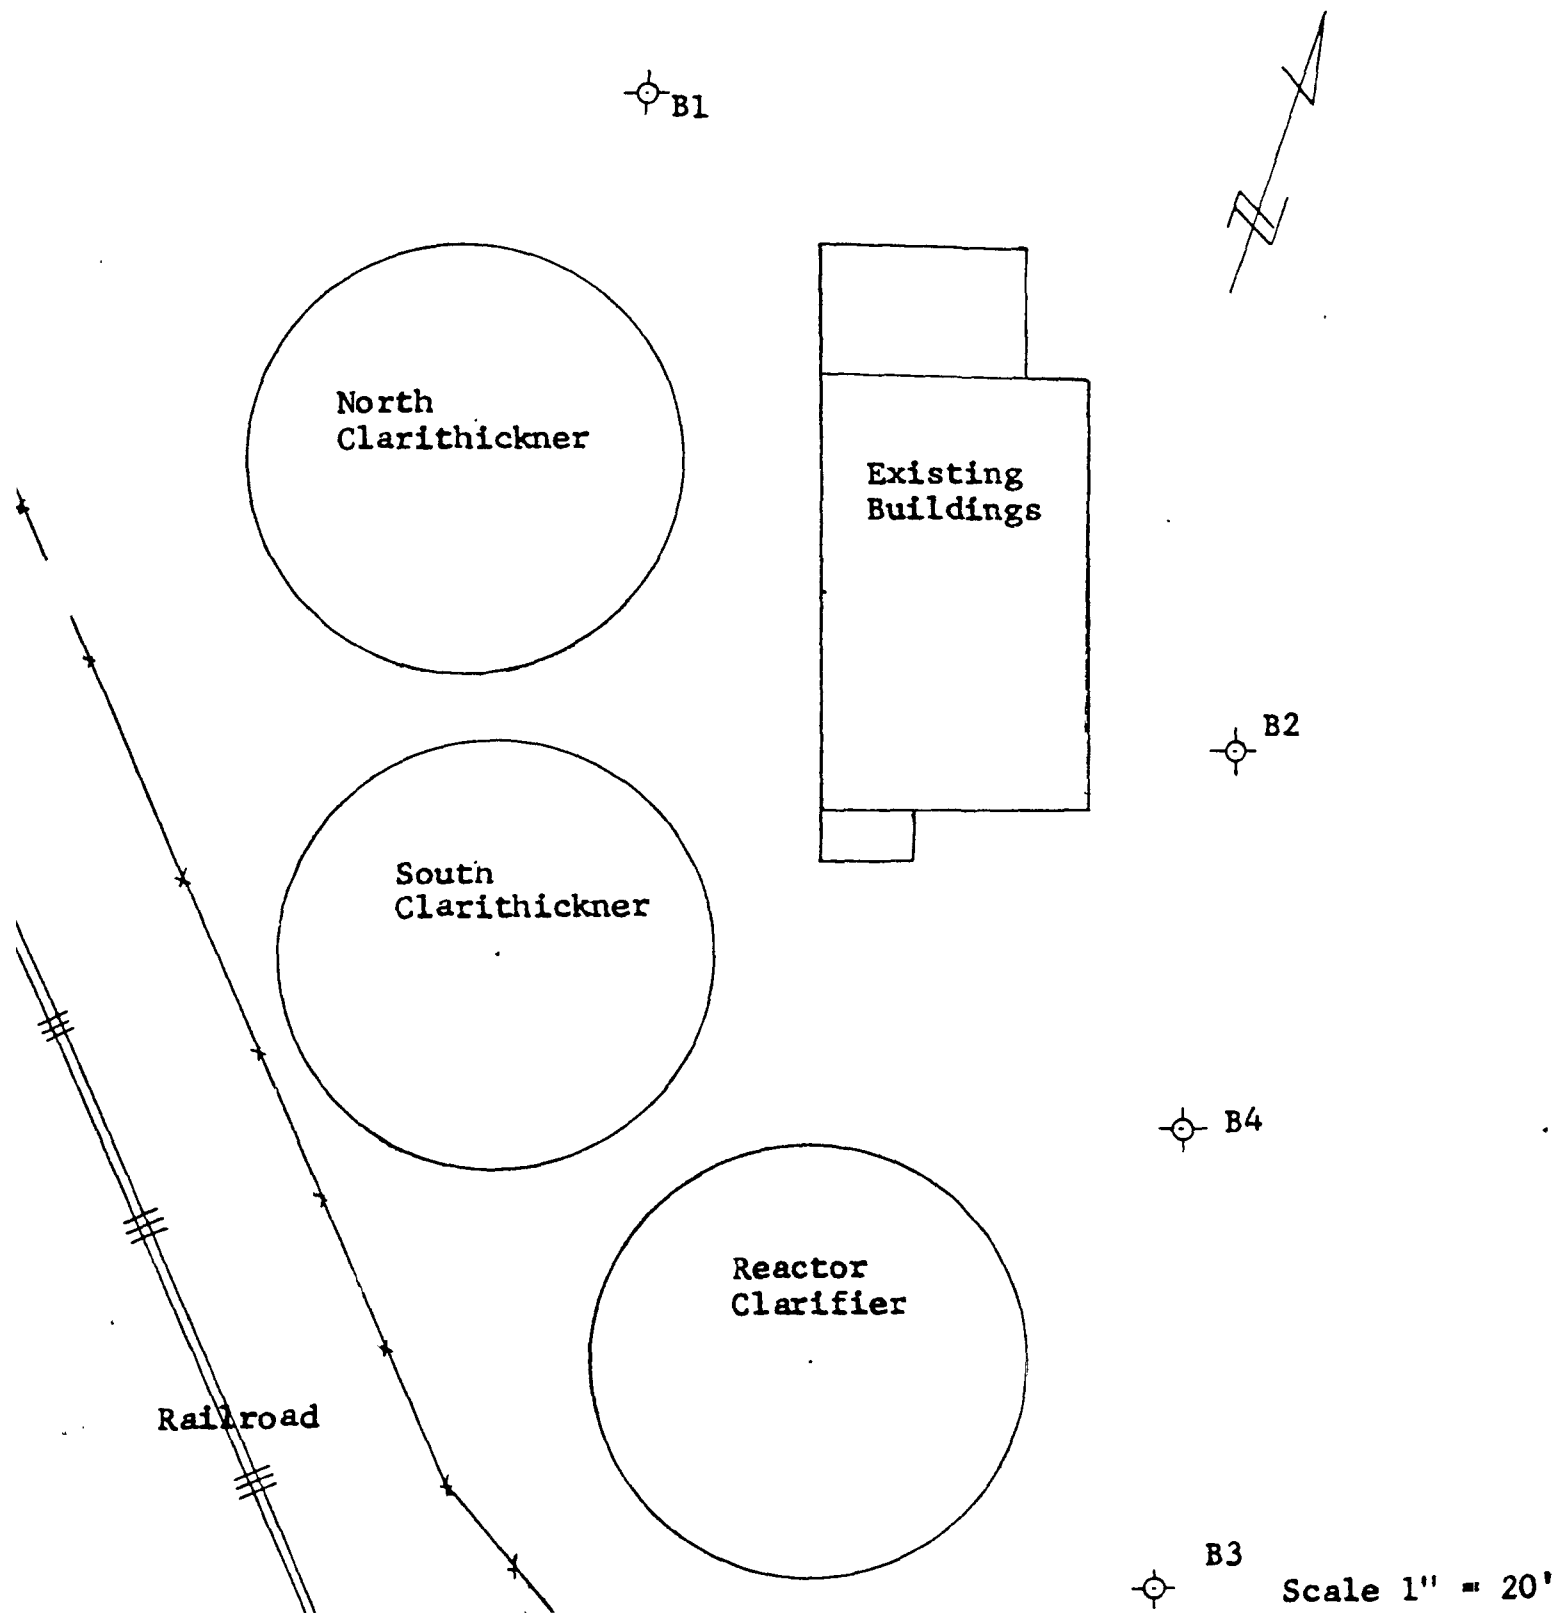 B1
North
Clarithickner
Existing
Buildings
B2
South
Clarithickner
B4
Reactor
Clarifier
Railroad
B3
Scale 1" = 20'